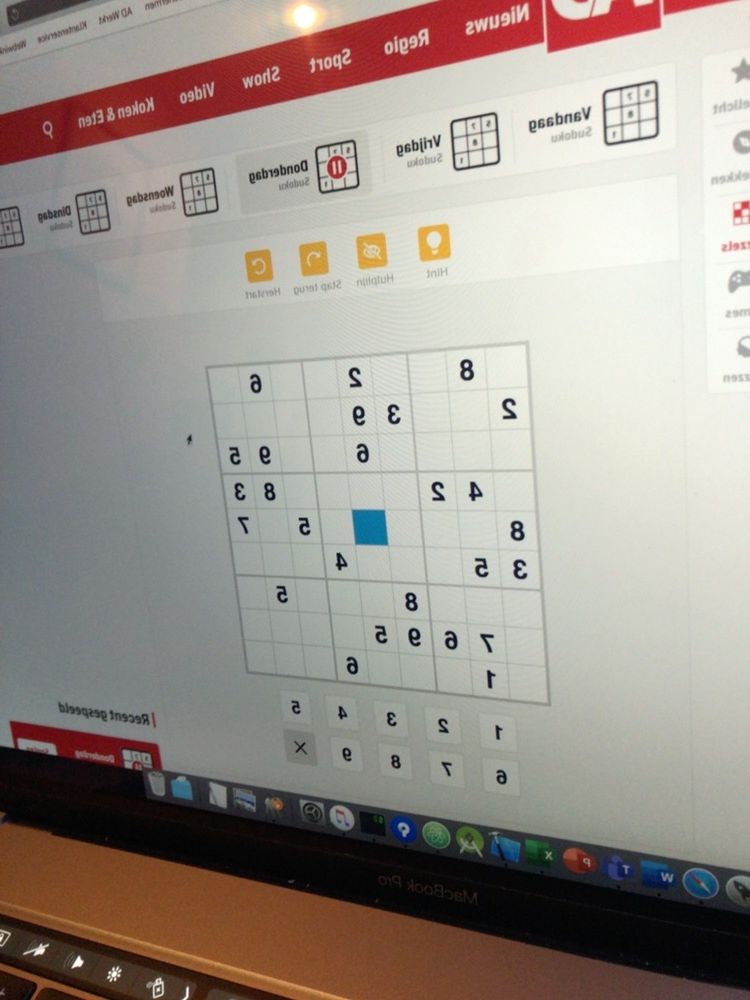 AD Werkt Klantenservice
Nieuws Regio Sport Show Video Koken & Eten
Vandaag Vrijdag Donderdag Woensdag Dinsdag
Sudoku Sudoku Sudoku Sudoku Sudoku
Hint Hulplijn Stap terug Herstart
8 2 6
2 3 9
6 9 5
4 2 8 3
8 5 7
3 5 4
8 5
7 6 9 5
1 6
1 2 3 4 5
6 7 8 9 ×
Recent gespeeld
Donderdag
MacBook Pro